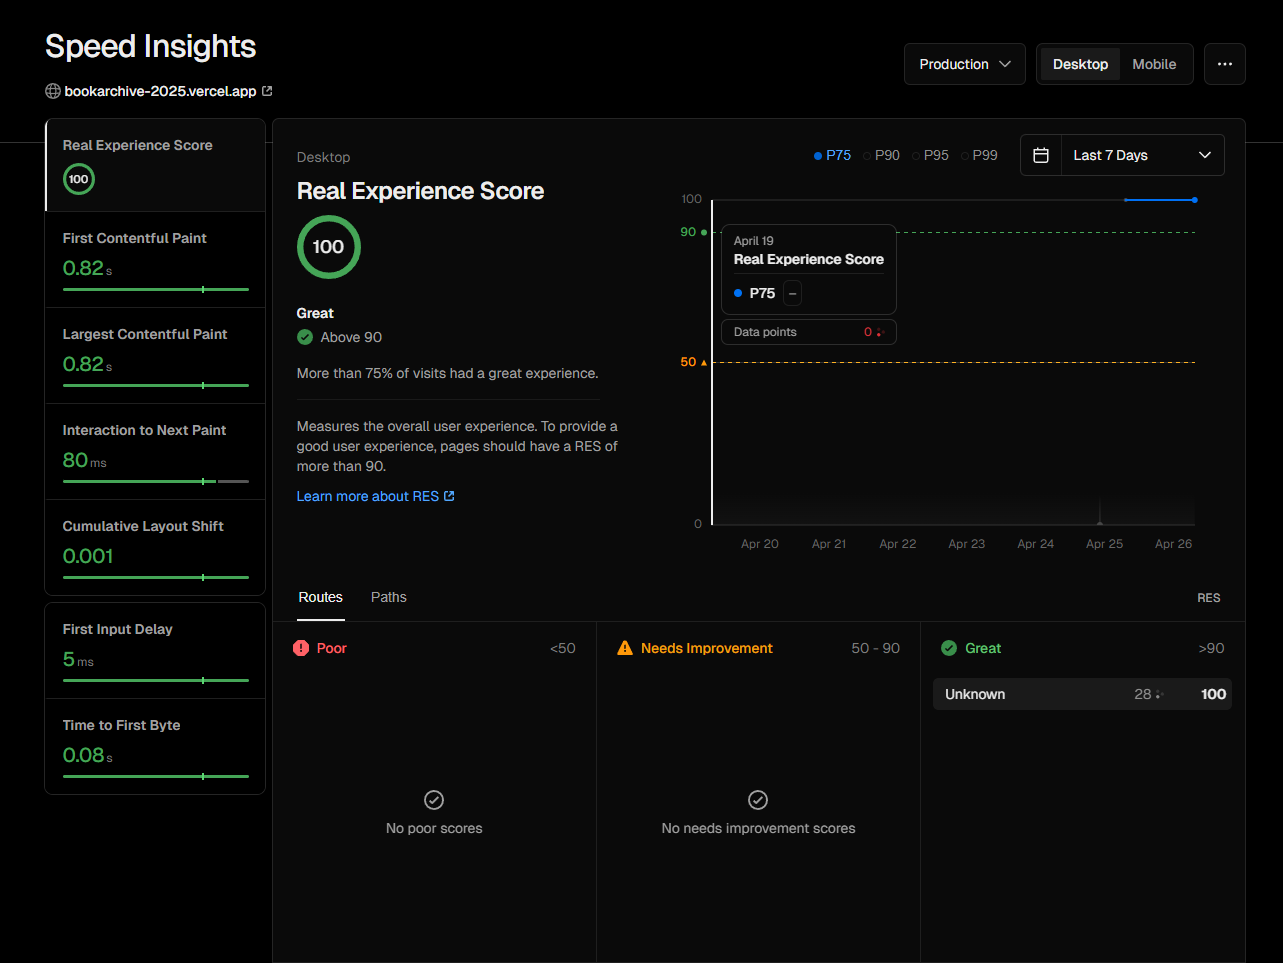 Speed Insights
bookarchive-2025.vercel.app
Production
Desktop
Mobile
Real Experience Score
100
First Contentful Paint
0.82 s
Largest Contentful Paint
0.82 s
Interaction to Next Paint
80 ms
Cumulative Layout Shift
0.001
First Input Delay
5 ms
Time to First Byte
0.08 s
Desktop
Real Experience Score
100
Great
Above 90
More than 75% of visits had a great experience.
Measures the overall user experience. To provide a
good user experience, pages should have a RES of
more than 90.
Learn more about RES
P75 P90 P95 P99
Last 7 Days
100
90
50
0
April 19
Real Experience Score
P75 –
Data points 0
Apr 20 Apr 21 Apr 22 Apr 23 Apr 24 Apr 25 Apr 26
Routes Paths RES
Poor <50
No poor scores
Needs Improvement 50 - 90
No needs improvement scores
Great >90
Unknown 28 100